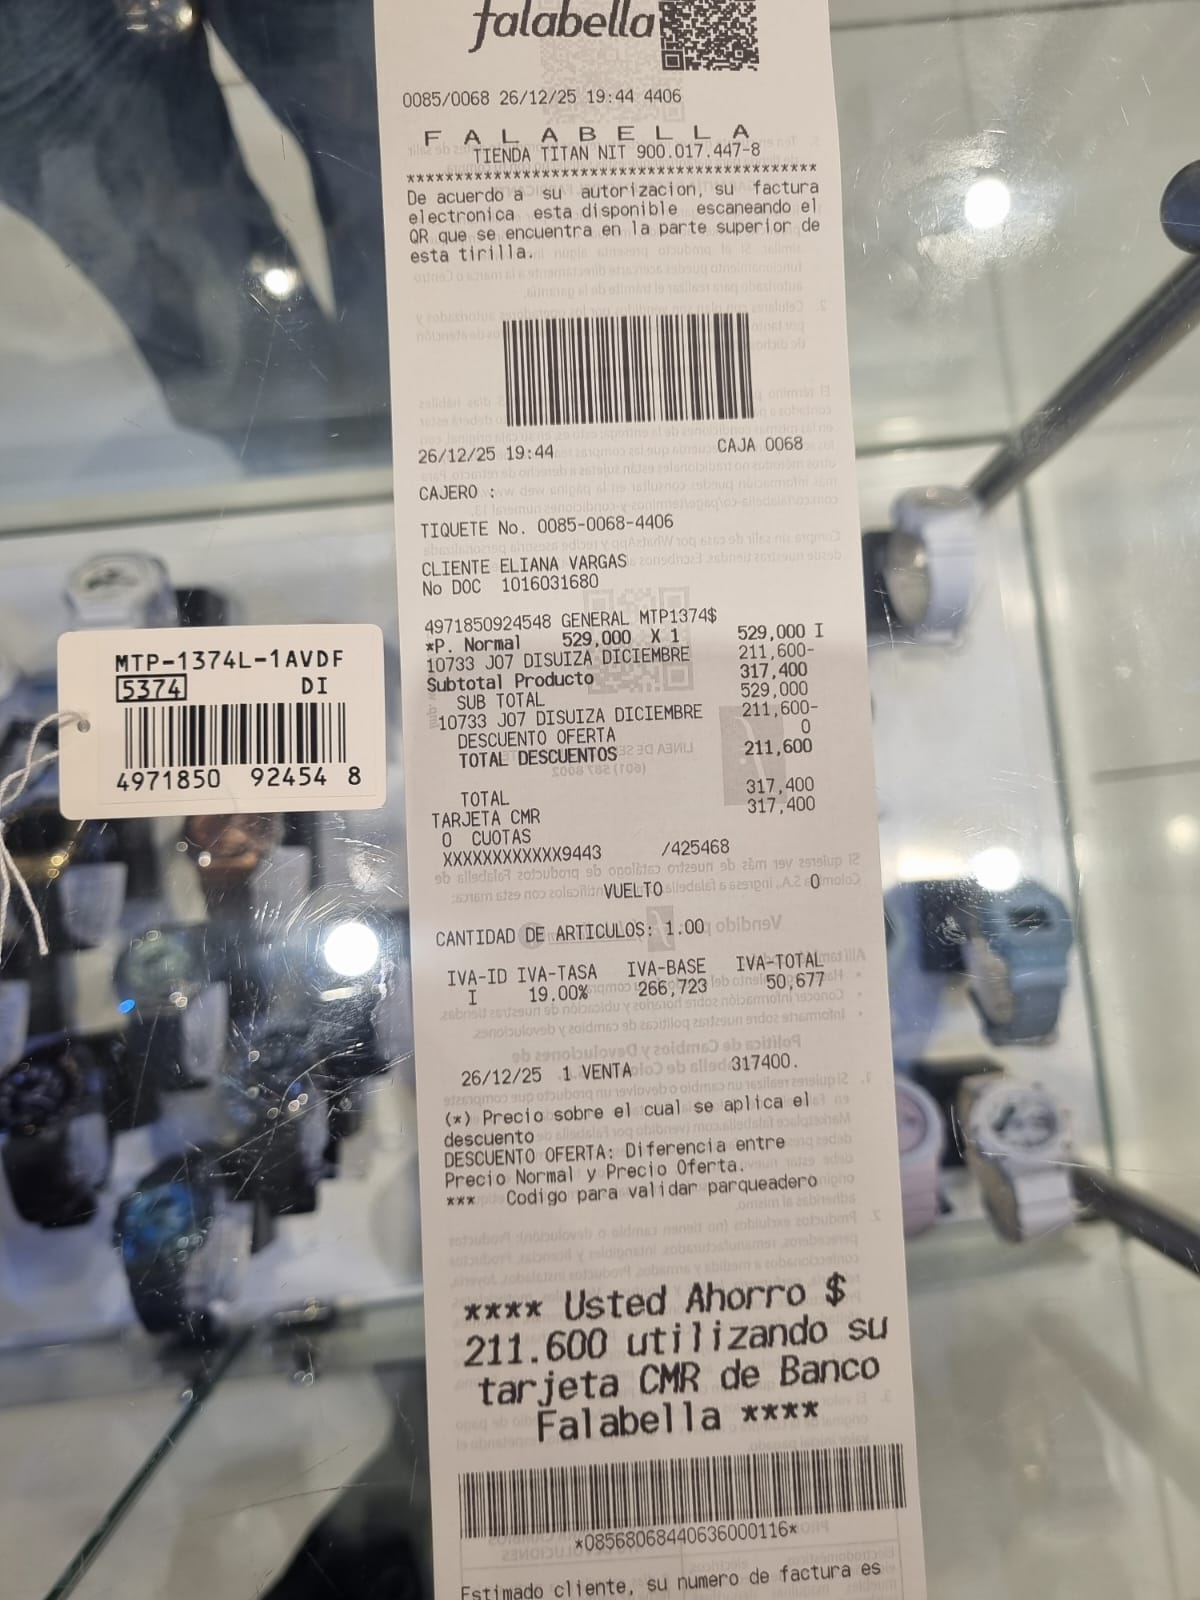 falabella
0085/0068 26/12/25 19:44 4406
F A L A B E L L A
TIENDA TITAN NIT 900.017.447-8
******************************************
De acuerdo a su autorizacion, su factura
electronica esta disponible escaneando el
QR que se encuentra en la parte superior de
esta tirilla.
26/12/25 19:44 CAJA 0068
CAJERO :
TIQUETE No. 0085-0068-4406
CLIENTE ELIANA VARGAS
No DOC 1016031680
4971850924548 GENERAL MTP1374$
*P. Normal 529,000 X 1 529,000 I
10733 J07 DISUIZA DICIEMBRE 211,600-
Subtotal Producto 317,400
SUB TOTAL 529,000
10733 J07 DISUIZA DICIEMBRE 211,600-
DESCUENTO OFERTA 0
TOTAL DESCUENTOS 211,600
TOTAL 317,400
TARJETA CMR 317,400
0 CUOTAS
XXXXXXXXXXXX9443 /425468
VUELTO 0
CANTIDAD DE ARTICULOS: 1.00
IVA-ID IVA-TASA IVA-BASE IVA-TOTAL
I 19.00% 266,723 50,677
26/12/25 1 VENTA 317400.
(*) Precio sobre el cual se aplica el
descuento
DESCUENTO OFERTA: Diferencia entre
Precio Normal y Precio Oferta.
*** Codigo para validar parqueadero
**** Usted Ahorro $
211.600 utilizando su
tarjeta CMR de Banco
Falabella ****
*08568068440636000116*
Estimado cliente, su numero de factura es
MTP-1374L-1AVDF
5374 DI
4971850 92454 8